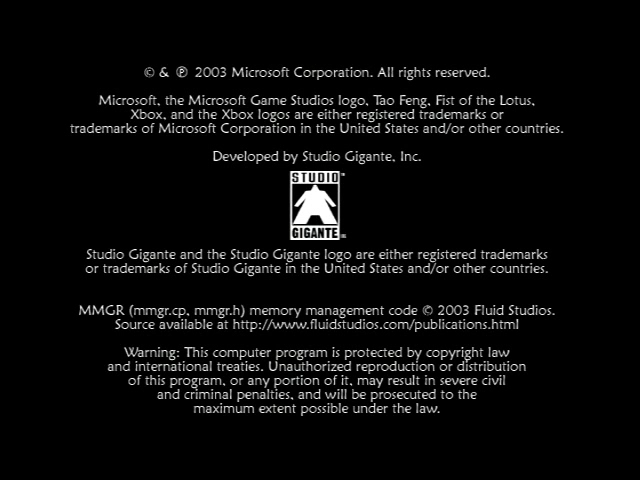 © & ℗ 2003 Microsoft Corporation. All rights reserved.
Microsoft, the Microsoft Game Studios logo, Tao Feng, Fist of the Lotus,
Xbox, and the Xbox logos are either registered trademarks or
trademarks of Microsoft Corporation in the United States and/or other countries.
Developed by Studio Gigante, Inc.
STUDIO
GIGANTE
Studio Gigante and the Studio Gigante logo are either registered trademarks
or trademarks of Studio Gigante in the United States and/or other countries.
MMGR (mmgr.cp, mmgr.h) memory management code © 2003 Fluid Studios.
Source available at http://www.fluidstudios.com/publications.html
Warning: This computer program is protected by copyright law
and international treaties. Unauthorized reproduction or distribution
of this program, or any portion of it, may result in severe civil
and criminal penalties, and will be prosecuted to the
maximum extent possible under the law.